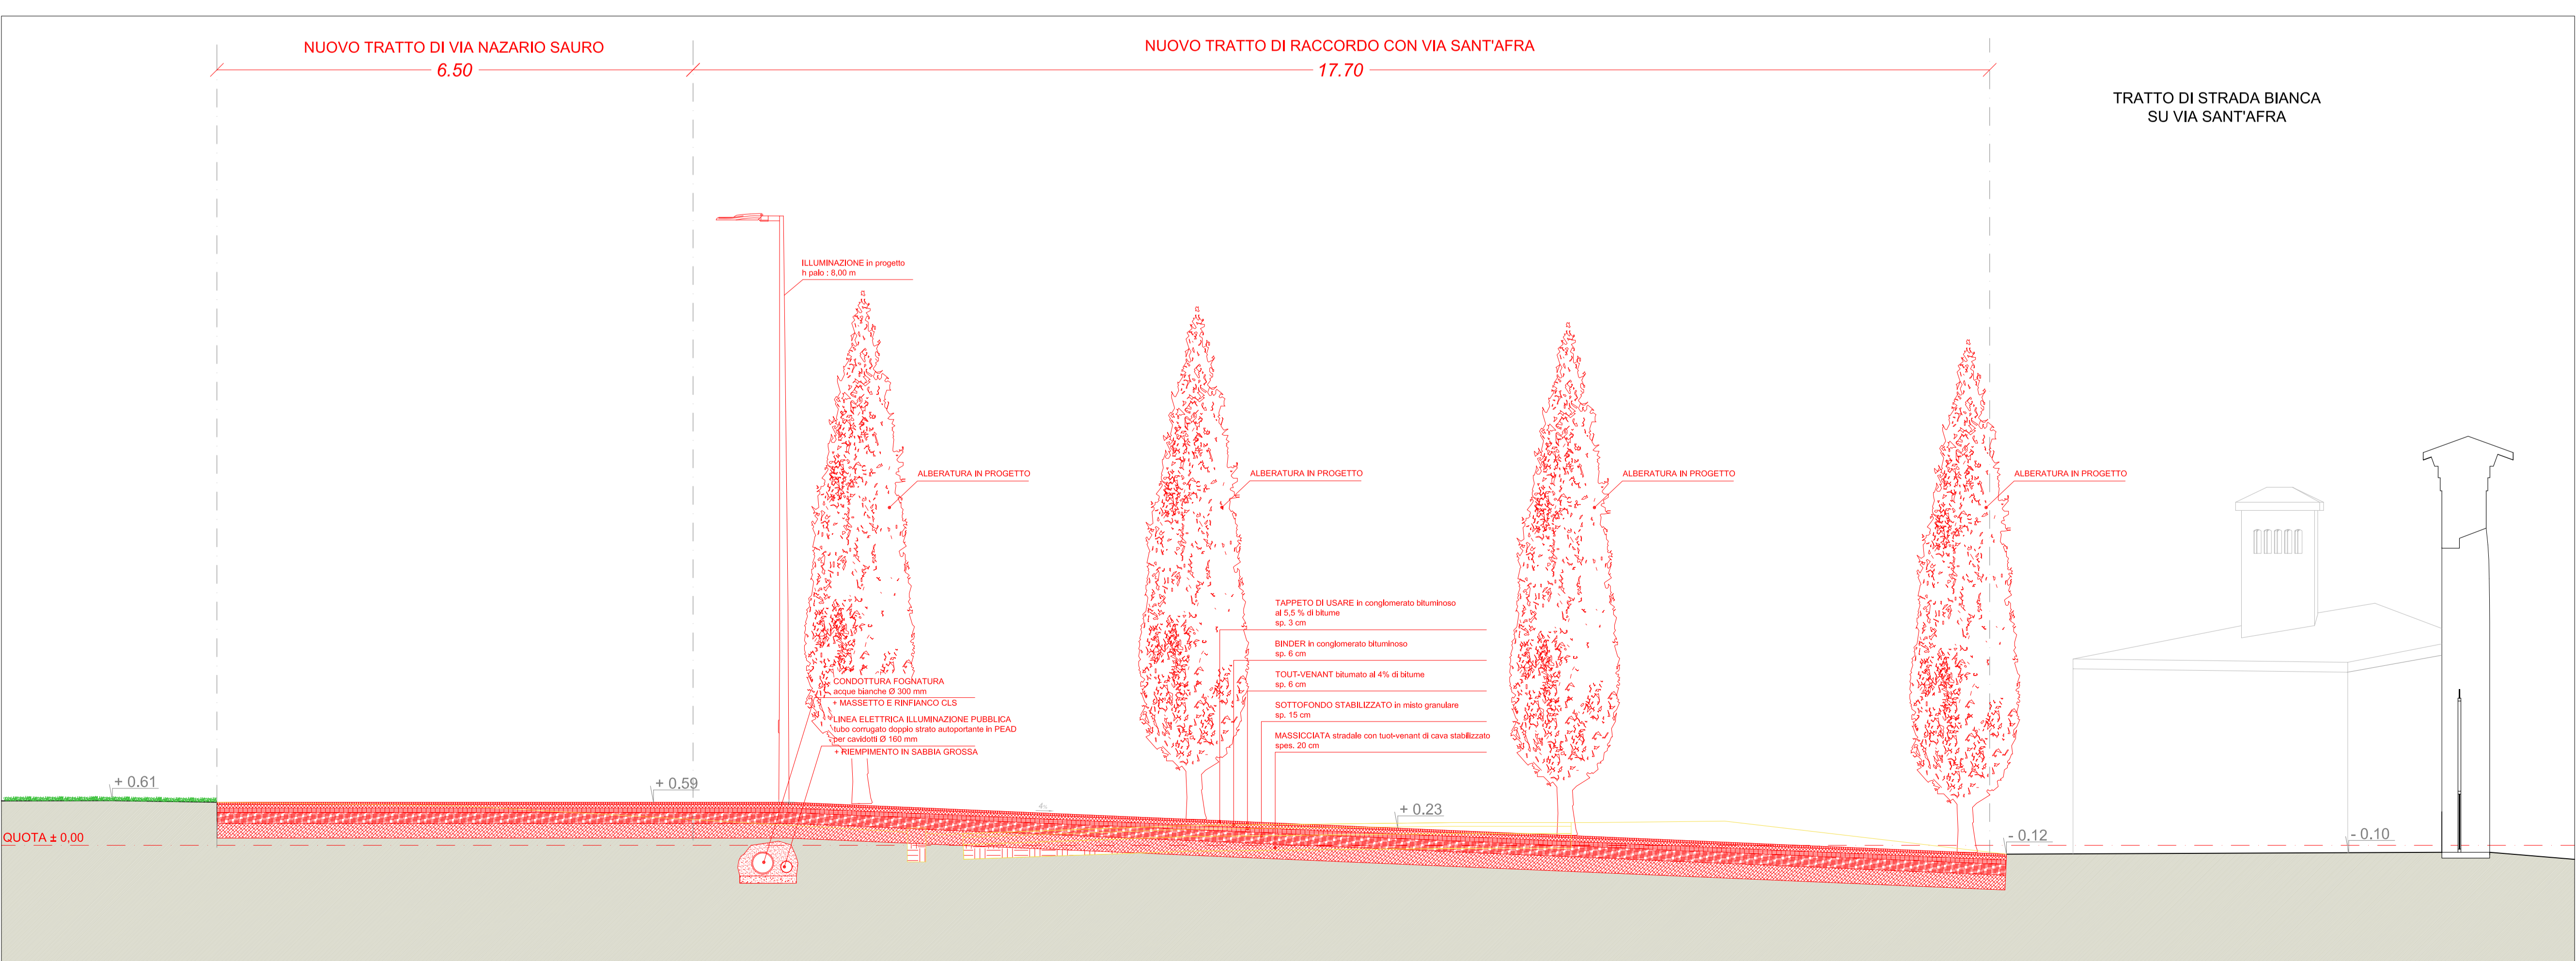 NUOVO TRATTO DI VIA NAZARIO SAURO
6.50
NUOVO TRATTO DI RACCORDO CON VIA SANT'AFRA
17.70
TRATTO DI STRADA BIANCA
SU VIA SANT'AFRA
ILLUMINAZIONE in progetto
h palo : 8,00 m
ALBERATURA IN PROGETTO
ALBERATURA IN PROGETTO
ALBERATURA IN PROGETTO
ALBERATURA IN PROGETTO
TAPPETO DI USARE in conglomerato bituminoso
al 5,5 % di bitume
sp. 3 cm
BINDER in conglomerato bituminoso
sp. 6 cm
TOUT-VENANT bitumato al 4% di bitume
sp. 6 cm
SOTTOFONDO STABILIZZATO in misto granulare
sp. 15 cm
MASSICCIATA stradale con tuot-venant di cava stabilizzato
spes. 20 cm
CONDOTTURA FOGNATURA
acque bianche Ø 300 mm
+ MASSETTO E RINFIANCO CLS
LINEA ELETTRICA ILLUMINAZIONE PUBBLICA
tubo corrugato doppio strato autoportante in PEAD
per cavidotti Ø 160 mm
+ RIEMPIMENTO IN SABBIA GROSSA
+ 0.61
+ 0.59
+ 0.23
- 0.12
- 0.10
QUOTA ± 0,00